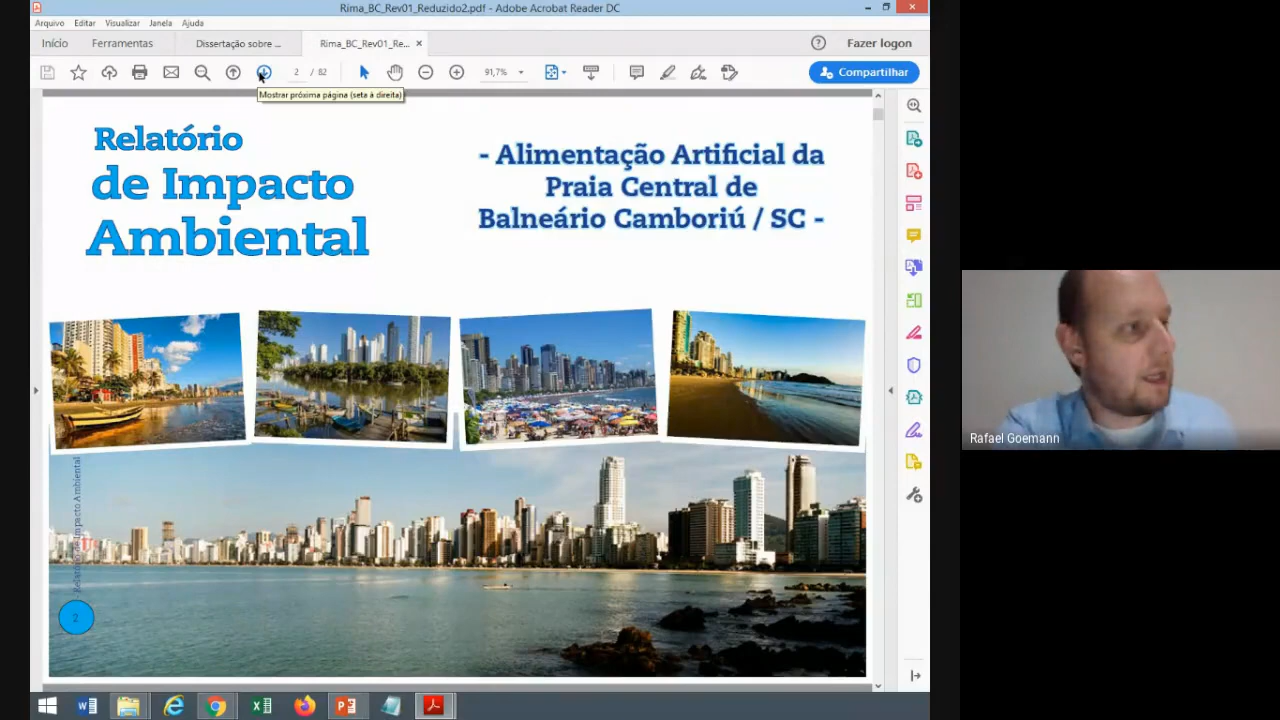 Rima_BC_Rev01_Reduzido2.pdf - Adobe Acrobat Reader DC
Arquivo Editar Visualizar Janela Ajuda
Início Ferramentas Dissertação sobre ... Rima_BC_Rev01_Re... × Fazer logon
2 / 82 91,7% Compartilhar
Mostrar próxima página (seta à direita)
Relatório
de Impacto
Ambiental
- Alimentação Artificial da
Praia Central de
Balneário Camboriú / SC -
- Relatório de Impacto Ambiental
2
Rafael Goemann